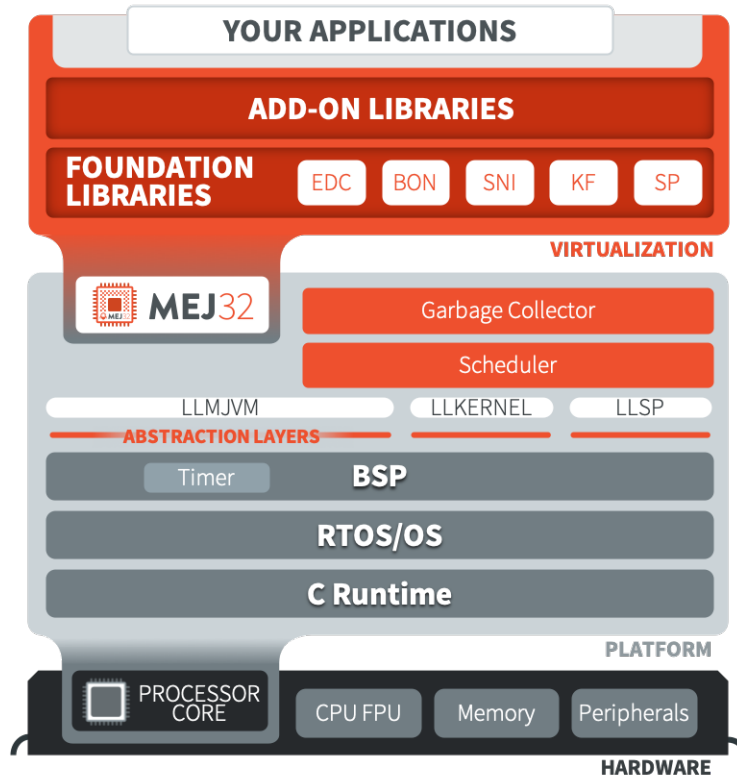 YOUR APPLICATIONS
ADD-ON LIBRARIES
FOUNDATION
LIBRARIES
EDC BON SNI KF SP
VIRTUALIZATION
MEJ32
Garbage Collector
Scheduler
LLMJVM LLKERNEL LLSP
ABSTRACTION LAYERS
Timer BSP
RTOS/OS
C Runtime
PLATFORM
PROCESSOR
CORE
CPU FPU Memory Peripherals
HARDWARE